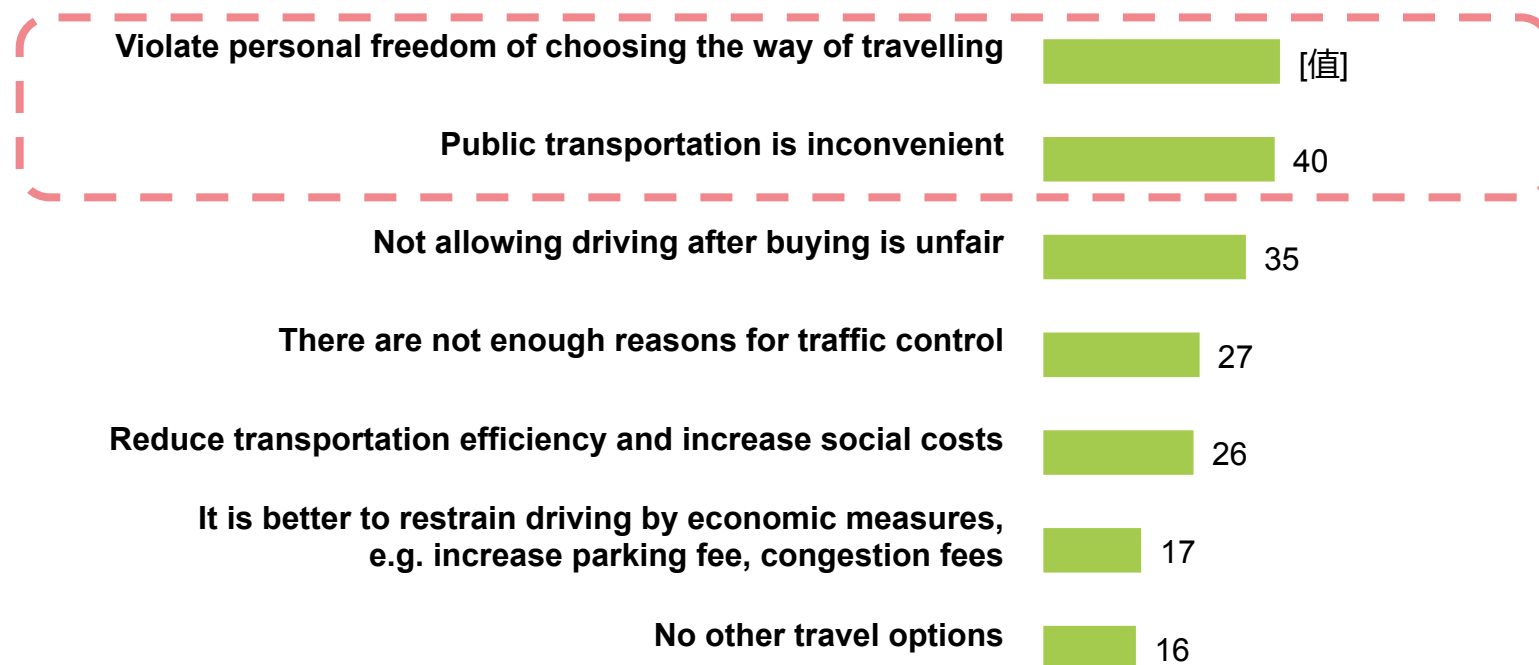 Violate personal freedom of choosing the way of travelling
[值]
Public transportation is inconvenient
40
Not allowing driving after buying is unfair
35
There are not enough reasons for traffic control
27
Reduce transportation efficiency and increase social costs
26
It is better to restrain driving by economic measures,
e.g. increase parking fee, congestion fees
17
No other travel options
16